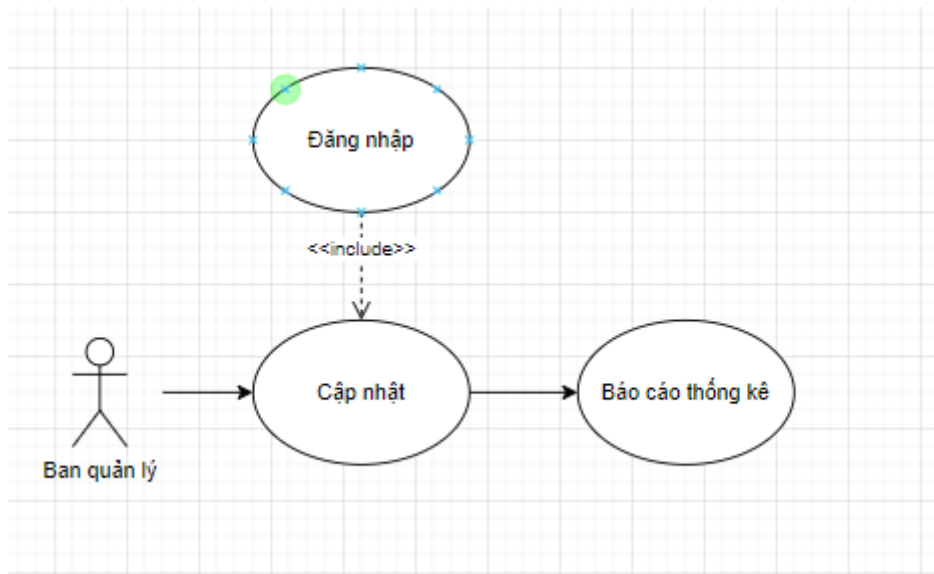 Đăng nhập
<<include>>
Cập nhật
Báo cáo thống kê
Ban quản lý